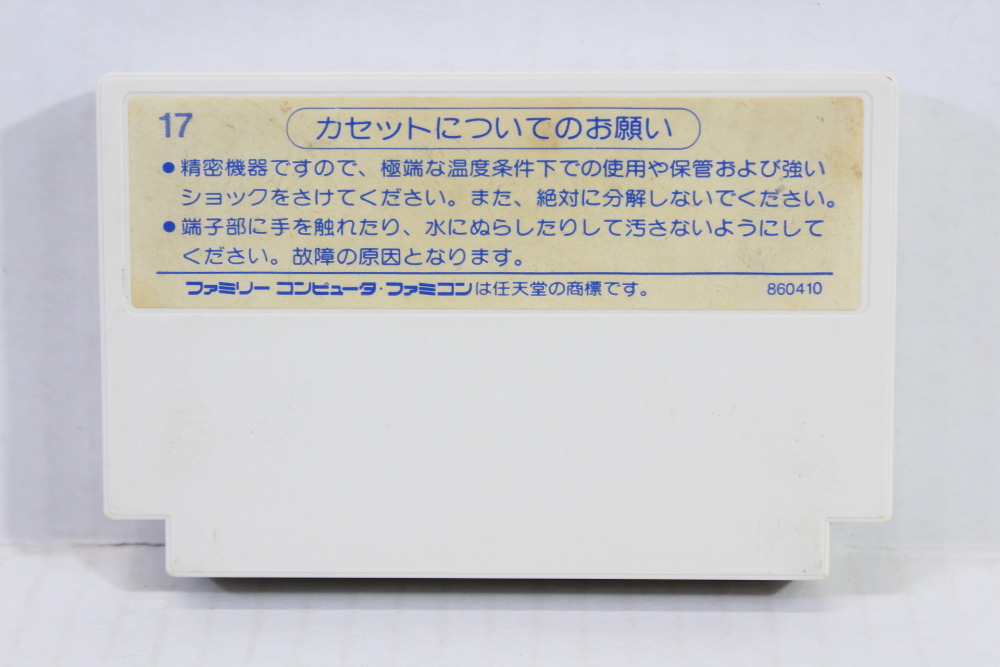 17
カセットについてのお願い
●精密機器ですので、極端な温度条件下での使用や保管および強い
ショックをさけてください。また、絶対に分解しないでください。
●端子部に手を触れたり、水にぬらしたりして汚さないようにして
ください。故障の原因となります。
ファミリー コンピュータ・ファミコンは任天堂の商標です。 860410